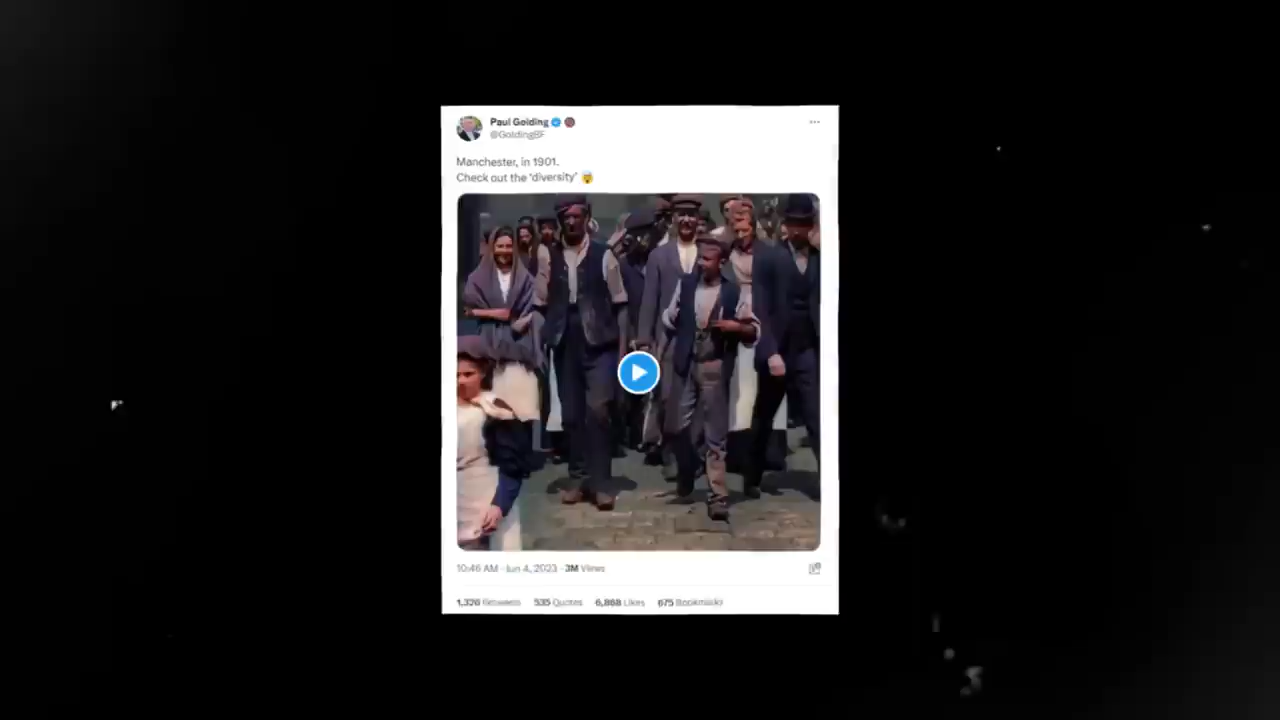 Paul Golding
@GoldingBF
Manchester, in 1901.
Check out the 'diversity' 🤯
10:46 AM · Jun 4, 2023 · 3M Views
1,326 Retweets 535 Quotes 6,868 Likes 675 Bookmarks